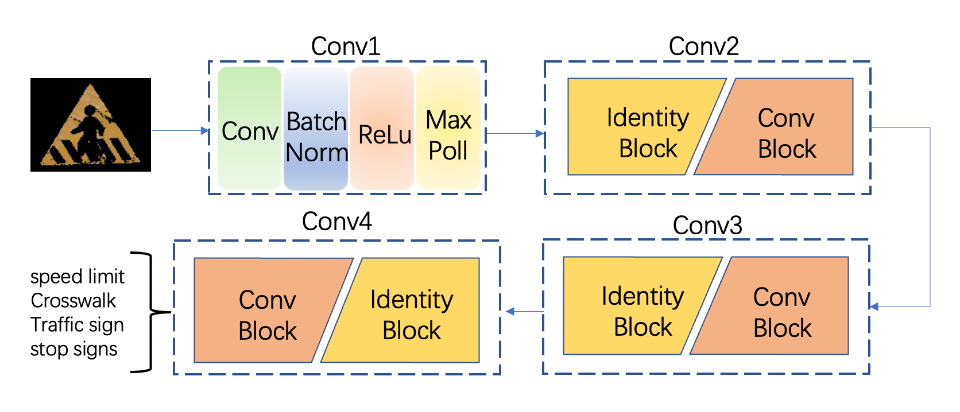 Conv1
Conv
Batch
Norm
ReLu
Max
Poll
Conv2
Identity
Block
Conv
Block
Conv3
Identity
Block
Conv
Block
Conv4
Conv
Block
Identity
Block
speed limit
Crosswalk
Traffic sign
stop signs